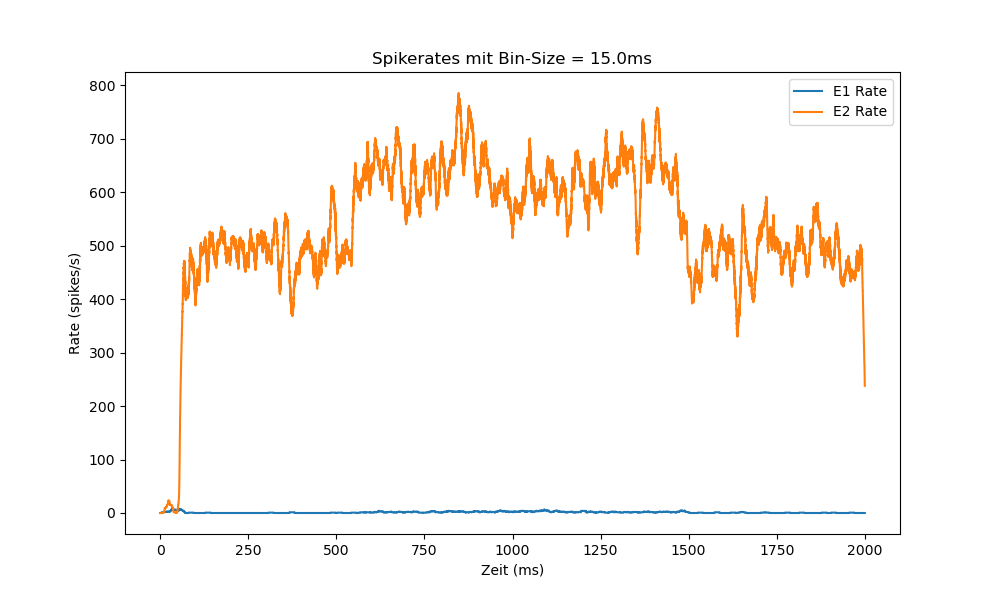 Spikerates mit Bin-Size = 15.0ms
E1 Rate
E2 Rate
800
700
600
500
400
300
200
100
0
Rate (spikes/s)
0 250 500 750 1000 1250 1500 1750 2000
Zeit (ms)